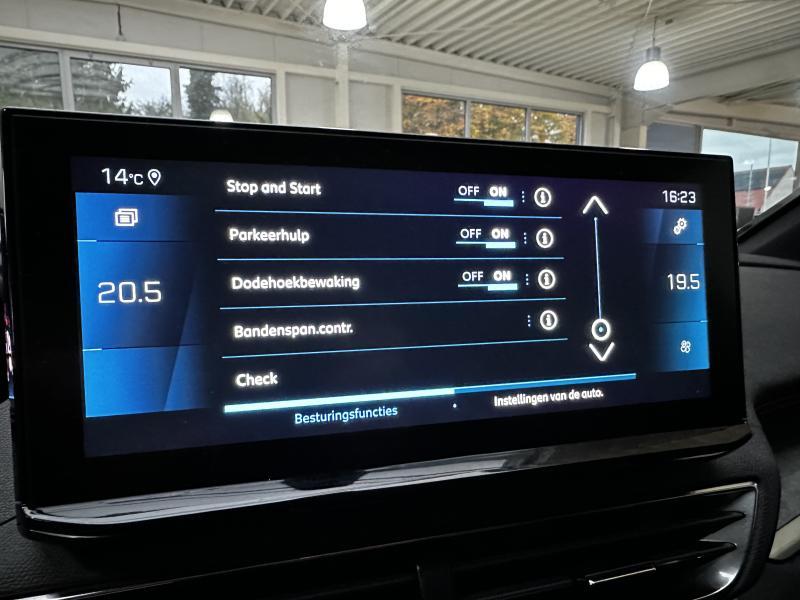 14°C
16:23
Stop and Start OFF ON
Parkeerhulp OFF ON
20.5
Dodehoekbewaking OFF ON
19.5
Bandenspan.contr.
Check
Besturingsfuncties
Instellingen van de auto.